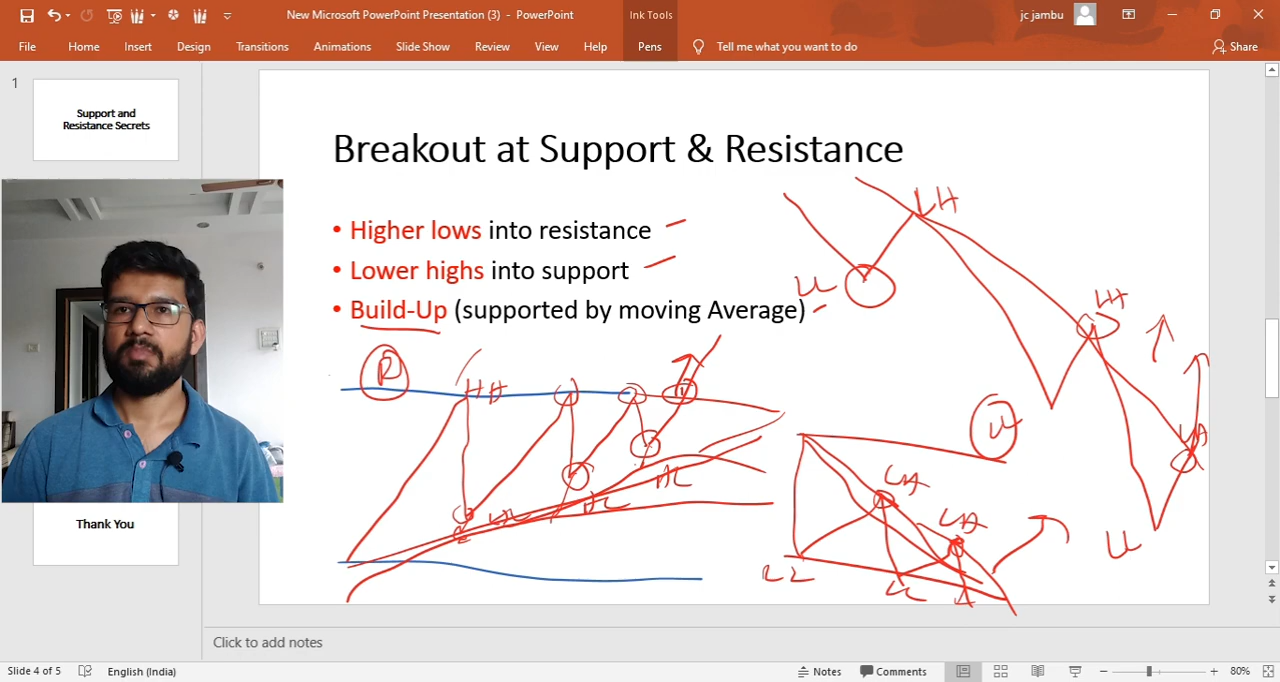 New Microsoft PowerPoint Presentation (3) - PowerPoint
Ink Tools
jc jambu
File Home Insert Design Transitions Animations Slide Show Review View Help Pens Tell me what you want to do Share
1
Support and
Resistance Secrets
Breakout at Support & Resistance
• Higher lows into resistance
• Lower highs into support
• Build-Up (supported by moving Average)
LH
LH
R
HH
LH
LH
LH
HL
HL
LL
LL
Thank You
Click to add notes
Slide 4 of 5 English (India) Notes Comments 80%